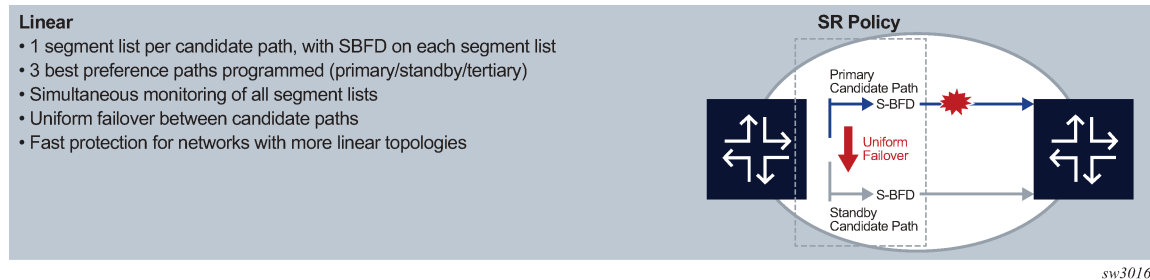 Linear
• 1 segment list per candidate path, with SBFD on each segment list
• 3 best preference paths programmed (primary/standby/tertiary)
• Simultaneous monitoring of all segment lists
• Uniform failover between candidate paths
• Fast protection for networks with more linear topologies
SR Policy
Primary
Candidate Path
S-BFD
Uniform
Failover
S-BFD
Standby
Candidate Path
sw3016